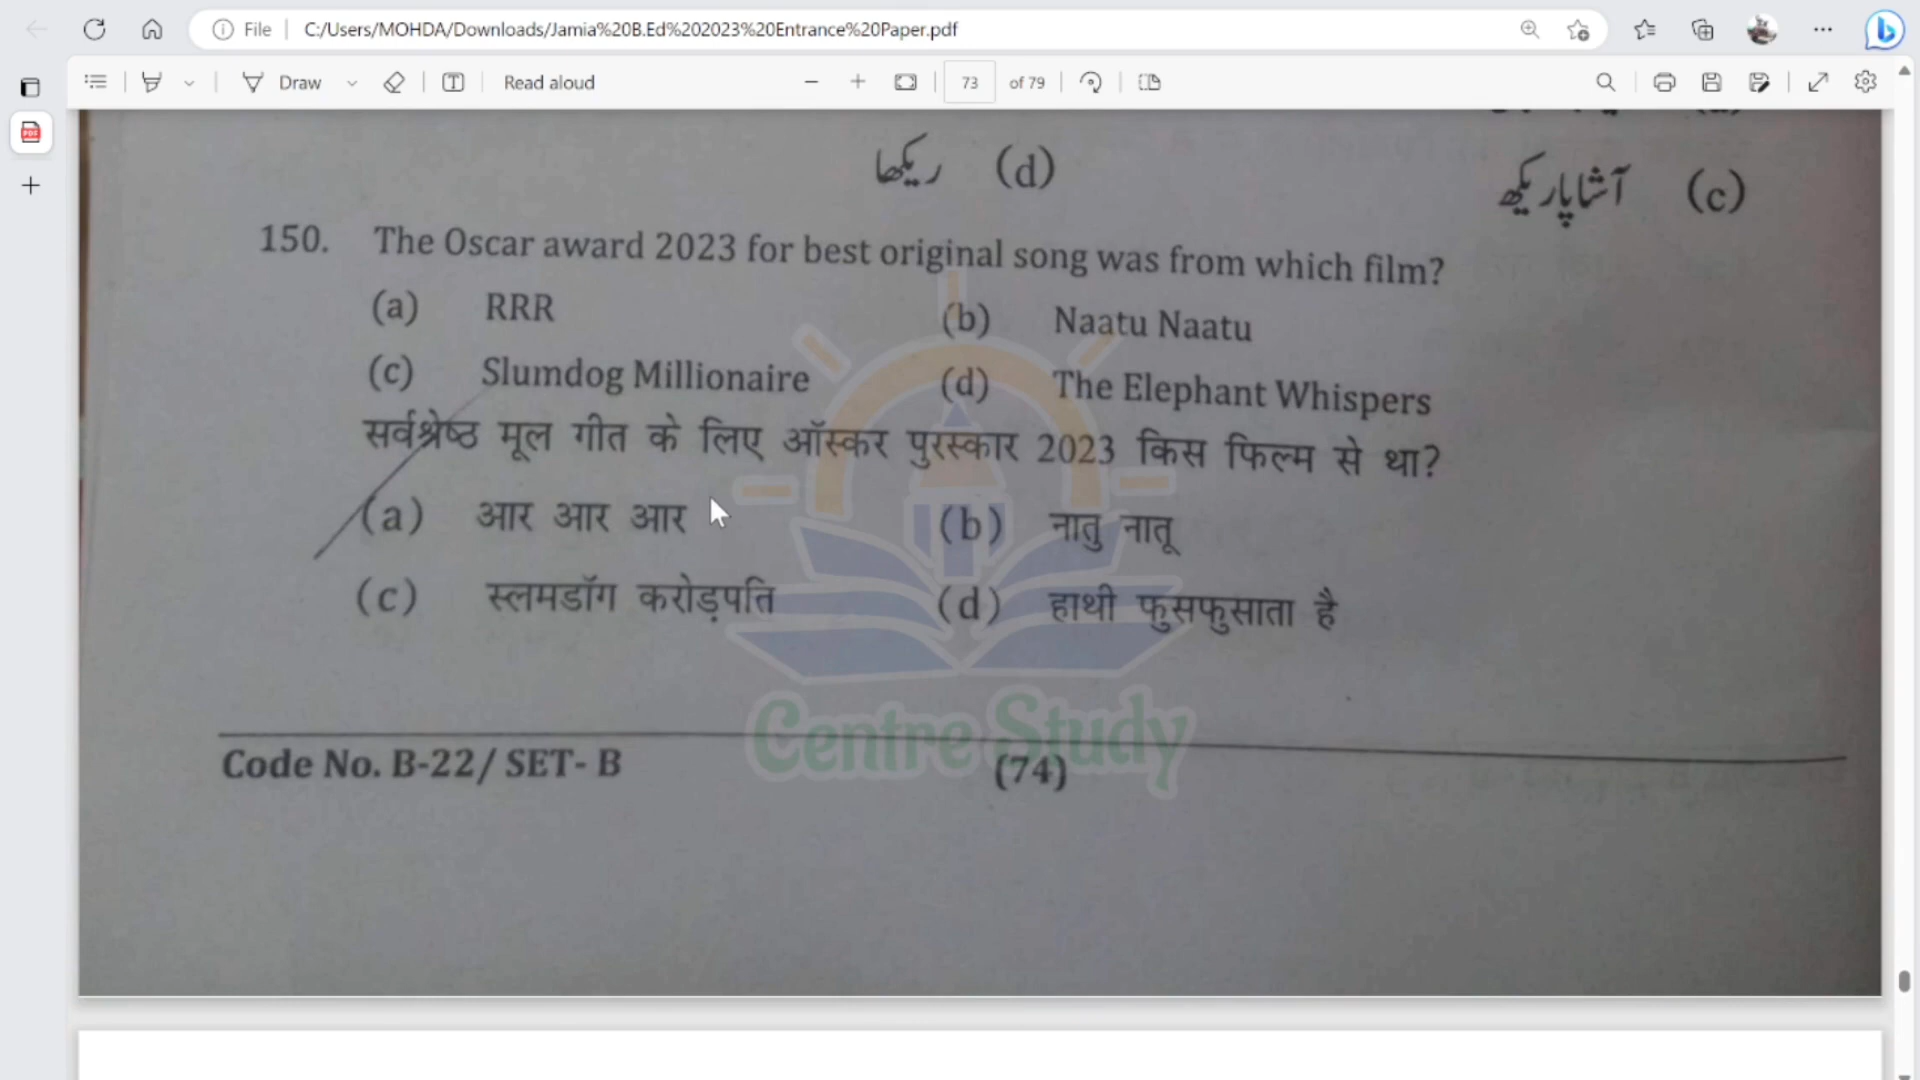 File
C:/Users/MOHDA/Downloads/Jamia%20B.Ed%202023%20Entrance%20Paper.pdf
Draw
Read aloud
73 of 79
(d) ریکھا
(c) آشا پاریکھ
150. The Oscar award 2023 for best original song was from which film?
(a) RRR (b) Naatu Naatu
(c) Slumdog Millionaire (d) The Elephant Whispers
सर्वश्रेष्ठ मूल गीत के लिए ऑस्कर पुरस्कार 2023 किस फिल्म से था?
(a) आर आर आर (b) नातु नातू
(c) स्लमडॉग करोड़पति (d) हाथी फुसफुसाता है
Centre Study
Code No. B-22/ SET- B (74)